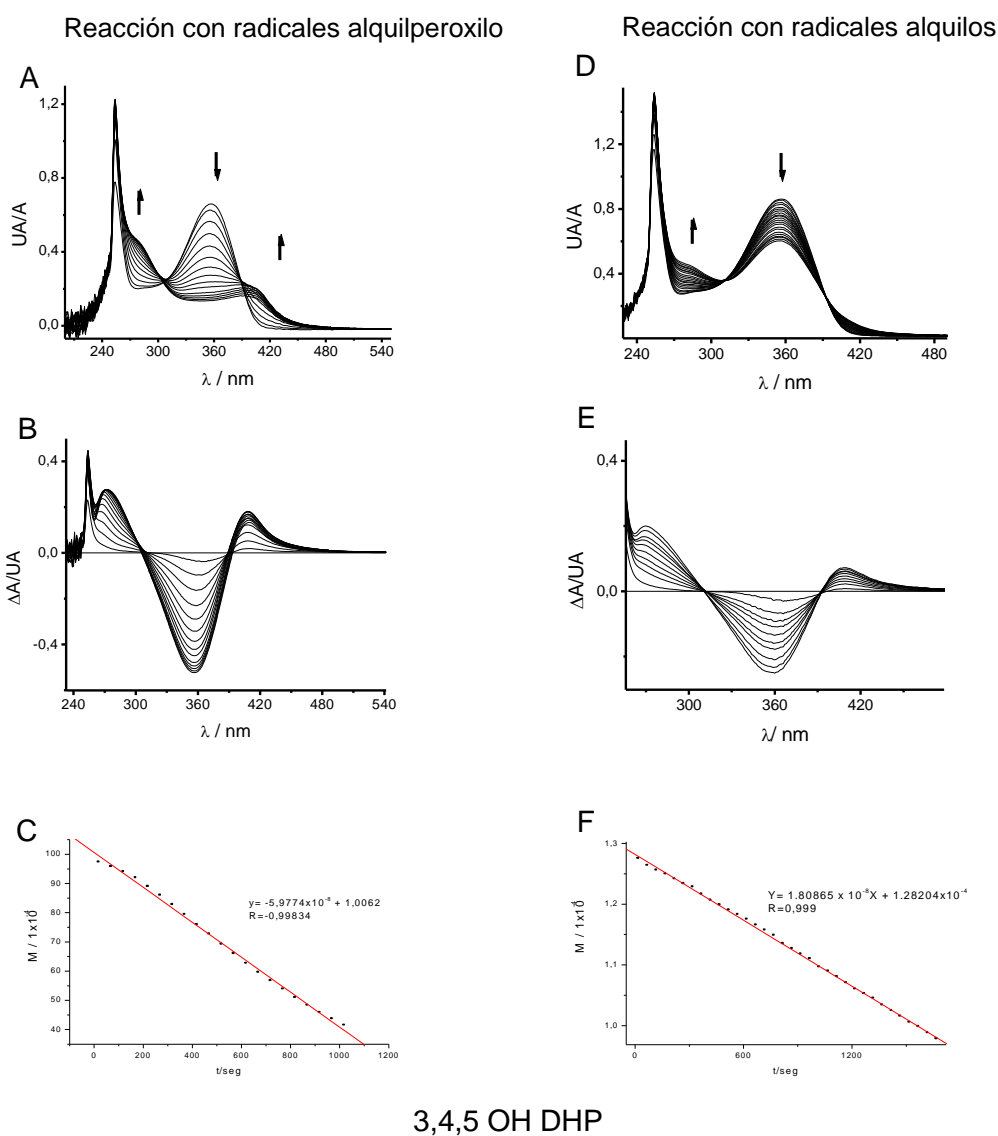 Reacción con radicales alquilperoxilo
Reacción con radicales alquilos
A
1,2
0,8
0,4
0,0
UA/A
240 300 360 420 480 540
λ / nm
D
1,2
0,8
0,4
UA/A
240 300 360 420 480
λ / nm
B
0,4
0,0
-0,4
ΔA/UA
240 300 360 420 480 540
λ / nm
E
0,4
0,0
ΔA/UA
300 360 420
λ/ nm
C
100
90
80
70
60
50
40
y= -5,9774x10⁻⁸ + 1,0062
R=-0,99834
0 200 400 600 800 1000 1200
t/seg
F
1,3
1,2
1,1
1,0
Y= 1.80865 x 10⁻⁸X + 1.28204x10⁻⁴
R=0,999
0 600 1200
t/seg
3,4,5 OH DHP